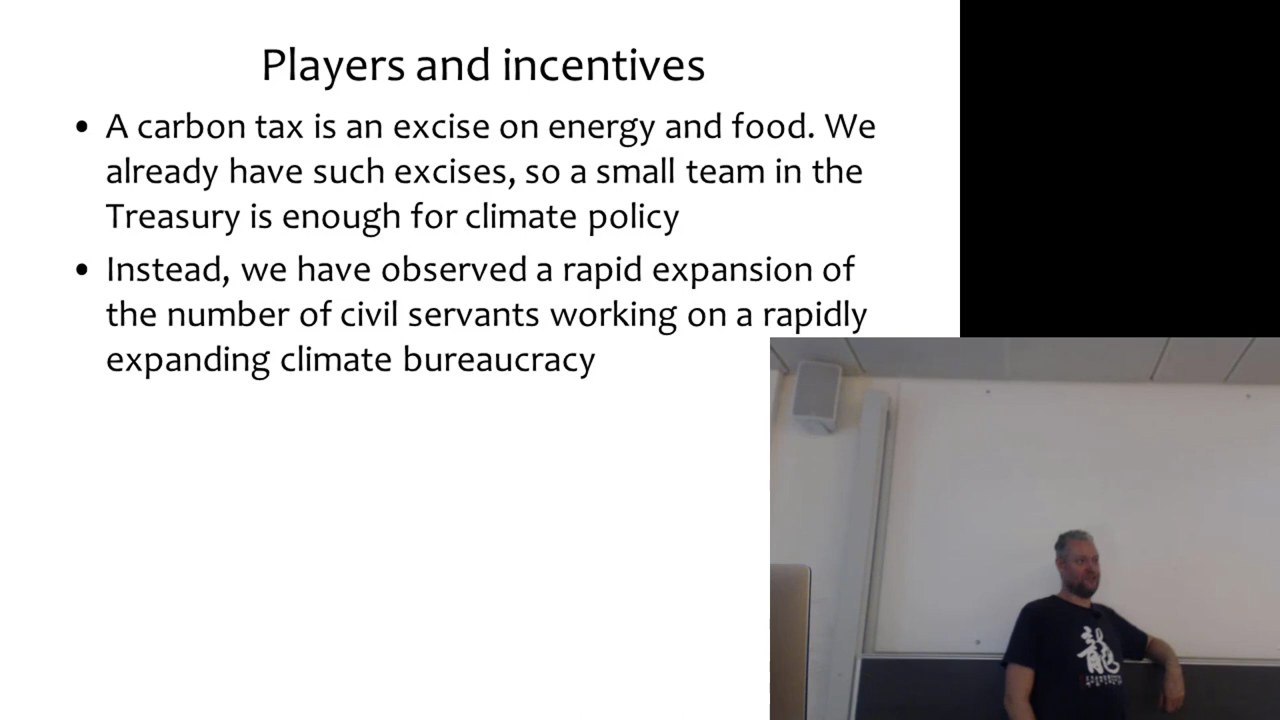 Players and incentives
• A carbon tax is an excise on energy and food. We
already have such excises, so a small team in the
Treasury is enough for climate policy
• Instead, we have observed a rapid expansion of
the number of civil servants working on a rapidly
expanding climate bureaucracy
龍